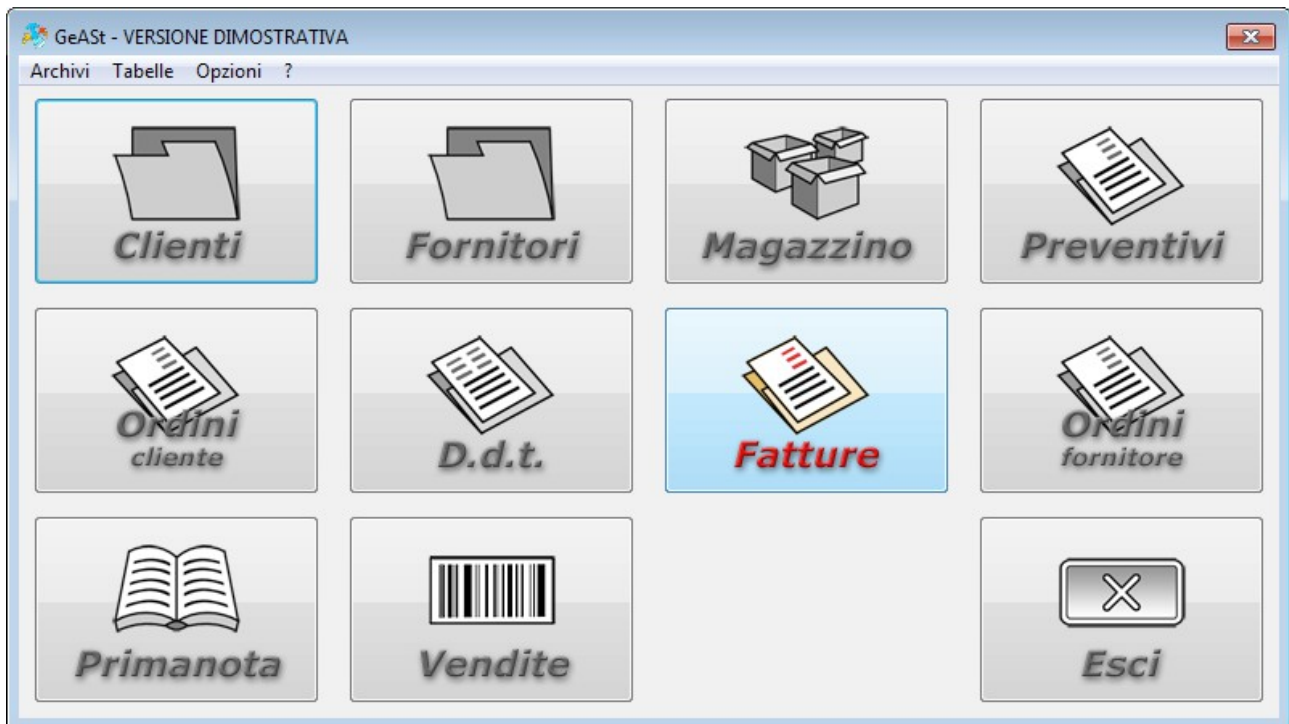 GeASt - VERSIONE DIMOSTRATIVA
Archivi Tabelle Opzioni ?
Clienti Fornitori Magazzino Preventivi
Ordini
cliente
D.d.t.
Fatture
Ordini
fornitore
Primanota Vendite Esci